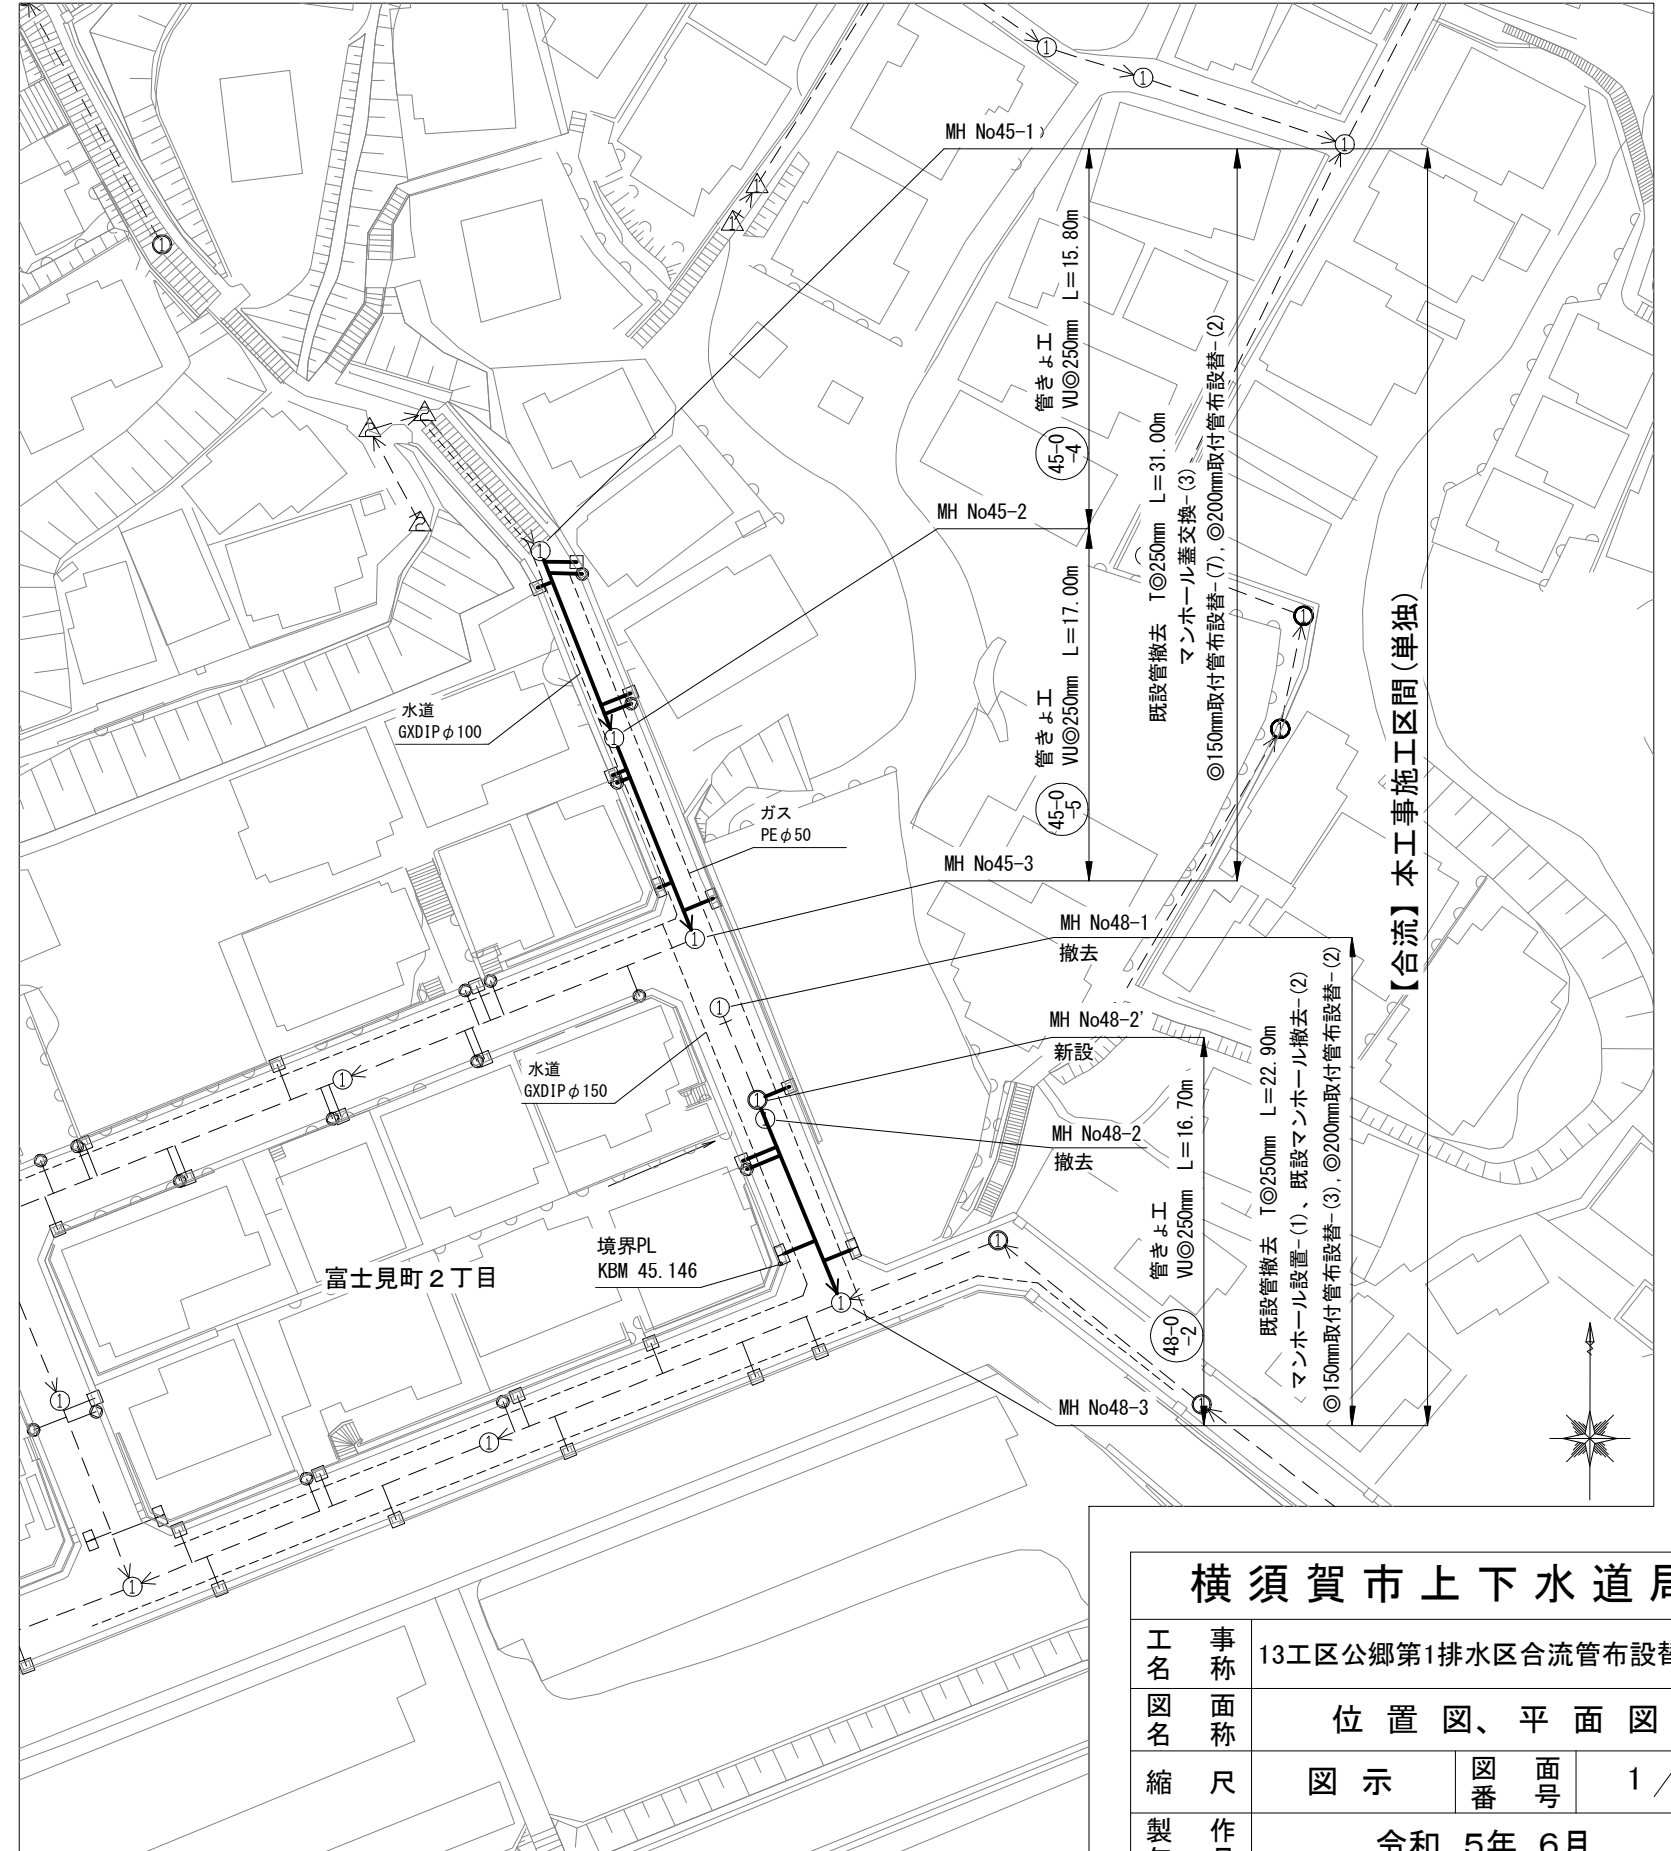 MH No45-1
管きょ工
VU◎250mm L=15.80m
45-0
-4
MH No45-2
管きょ工
VU◎250mm L=17.00m
45-0
-5
MH No45-3
既設管撤去 T◎250mm L=31.00m
マンホール蓋交換-(3)
◎150mm取付管布設替-(7), ◎200mm取付管布設替-(2)
【合流】本工事施工区間(単独)
水道
GXDIPφ100
ガス
PEφ50
MH No48-1
撤去
MH No48-2'
新設
水道
GXDIPφ150
MH No48-2
撤去
管きょ工
VU◎250mm L=16.70m
48-0
-2
既設管撤去 T◎250mm L=22.90m
マンホール設置-(1)、既設マンホール撤去-(2)
◎150mm取付管布設替-(3), ◎200mm取付管布設替-(2)
境界PL
KBM 45.146
富士見町2丁目
MH No48-3
横須賀市上下水道局
工事名称 13工区公郷第1排水区合流管布設替
図面名称 位置図、平面図
縮尺 図示 図面番号 1/
製作 令和 5年 6月